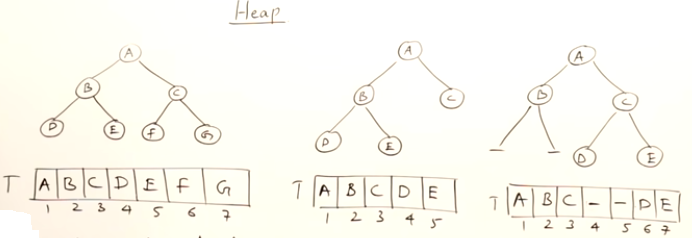 Heap
A
B C
D E F G
T A B C D E F G
1 2 3 4 5 6 7
A
B C
D E
T A B C D E
1 2 3 4 5
A
B C
– – D E
T A B C – – D E
1 2 3 4 5 6 7